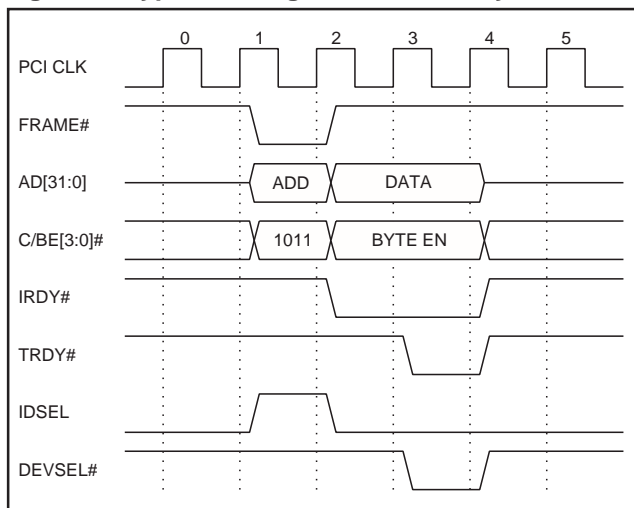 0 1 2 3 4 5
PCI CLK
FRAME#
AD[31:0] ADD DATA
C/BE[3:0]# 1011 BYTE EN
IRDY#
TRDY#
IDSEL
DEVSEL#